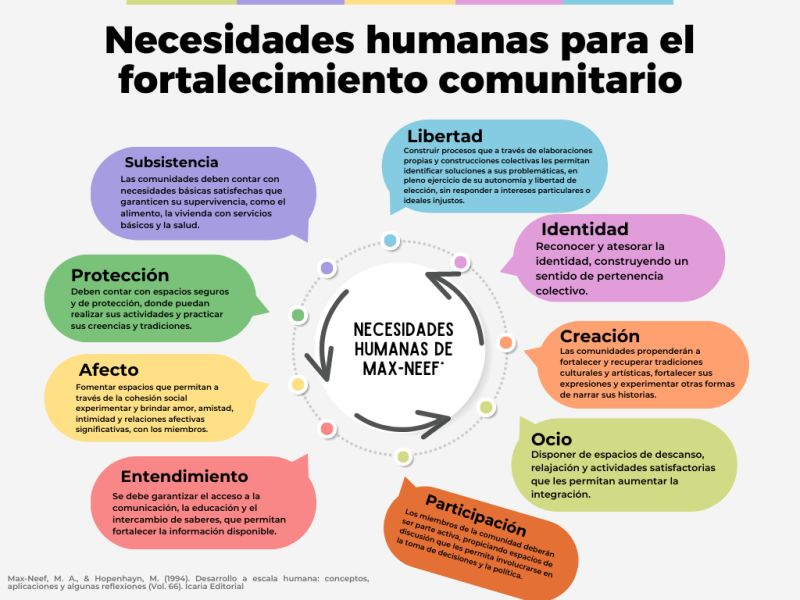 Necesidades humanas para el
fortalecimiento comunitario
Subsistencia
Las comunidades deben contar con
necesidades básicas satisfechas que
garanticen su supervivencia, como el
alimento, la vivienda con servicios
básicos y la salud.
Libertad
Construir procesos que a través de elaboraciones
propias y construcciones colectivas les permitan
identificar soluciones a sus problemáticas, en
pleno ejercicio de su autonomía y libertad de
elección, sin responder a intereses particulares o
ideales injustos.
Identidad
Reconocer y atesorar la
identidad, construyendo un
sentido de pertenencia
colectivo.
Protección
Deben contar con espacios seguros
y de protección, donde puedan
realizar sus actividades y practicar
sus creencias y tradiciones.
NECESIDADES
HUMANAS DE
MAX-NEEF*
Creación
Las comunidades propenderán a
fortalecer y recuperar tradiciones
culturales y artísticas, fortalecer sus
expresiones y experimentar otras formas
de narrar sus historias.
Afecto
Fomentar espacios que permitan a
través de la cohesión social
experimentar y brindar amor, amistad,
intimidad y relaciones afectivas
significativas, con los miembros.
Ocio
Disponer de espacios de descanso,
relajación y actividades satisfactorias
que les permitan aumentar la
integración.
Entendimiento
Se debe garantizar el acceso a la
comunicación, la educación y el
intercambio de saberes, que permitan
fortalecer la información disponible.
Participación
Los miembros de la comunidad deberán
ser parte activa, propiciando espacios de
discusión que les permita involucrarse en
la toma de decisiones y la política.
Max-Neef, M. A., & Hopenhayn, M. (1994). Desarrollo a escala humana: conceptos,
aplicaciones y algunas reflexiones (Vol. 66). Icaria Editorial